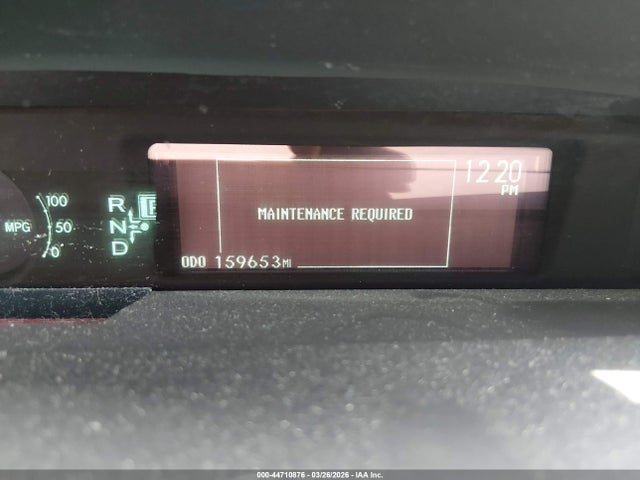 12:20
PM
MAINTENANCE REQUIRED
ODO 159653 MI
100
MPG 50
0
R
N
D
000-44710876 - 03/26/2026 - IAA Inc.